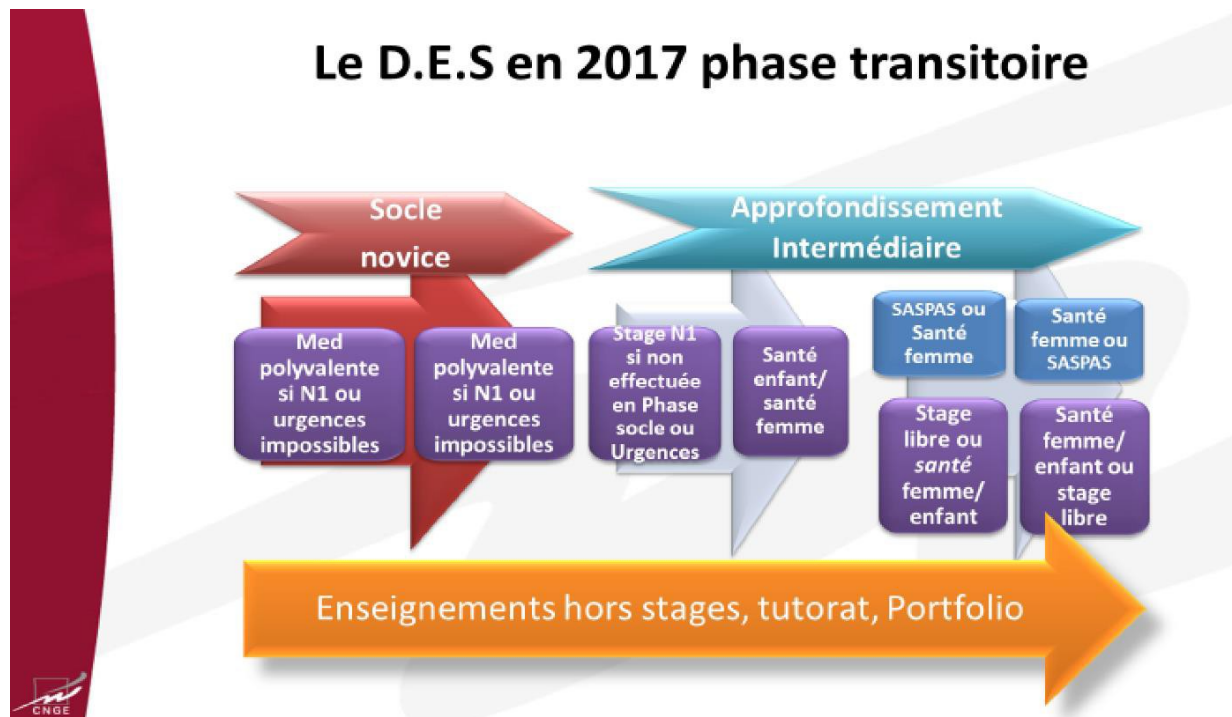 Le D.E.S en 2017 phase transitoire
Socle
novice
Approfondissement
Intermédiaire
Med
polyvalente
si N1 ou
urgences
impossibles
Med
polyvalente
si N1 ou
urgences
impossibles
Stage N1
si non
effectuée
en Phase
socle ou
Urgences
Santé
enfant/
santé
femme
SASPAS ou
Santé
femme
Santé
femme ou
SASPAS
Stage
libre ou
santé
femme/
enfant
Santé
femme/
enfant ou
stage
libre
Enseignements hors stages, tutorat, Portfolio
CNGE